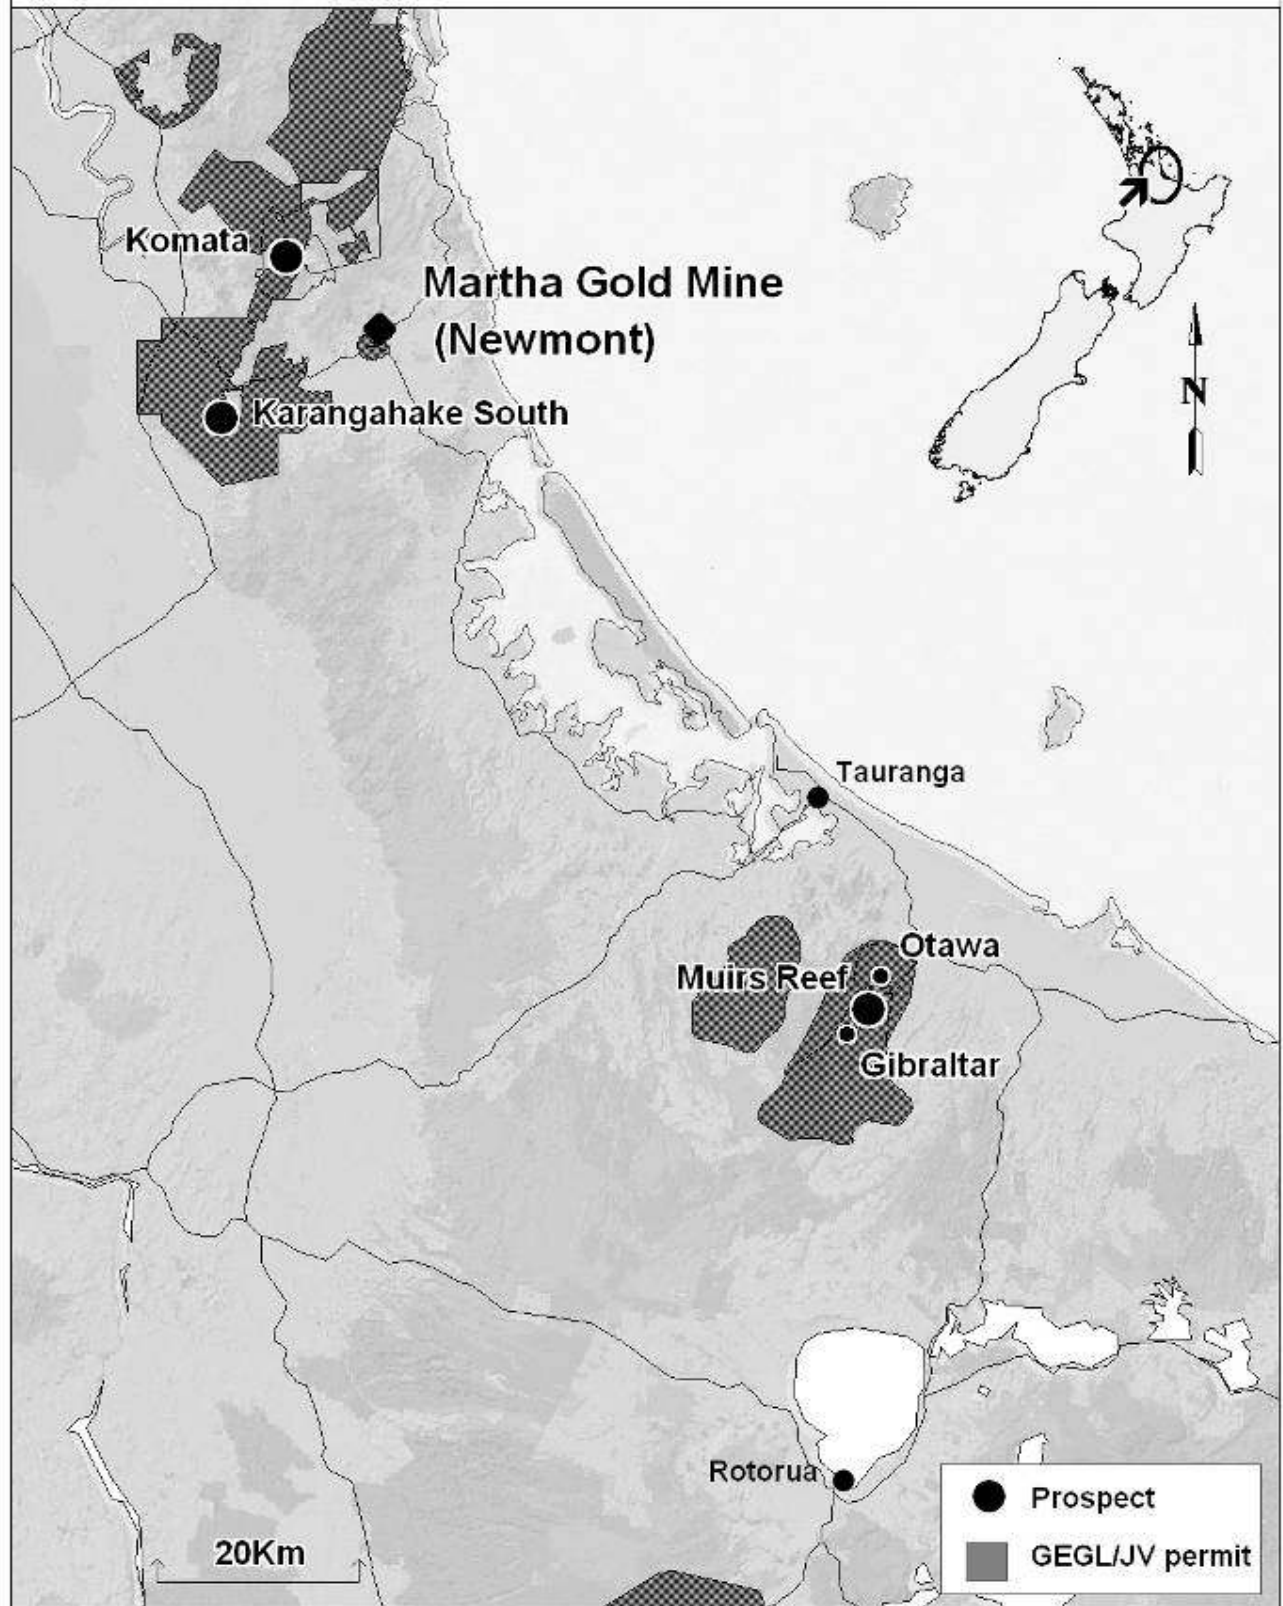 Komata
Martha Gold Mine
(Newmont)
N
Karangahake South
Tauranga
Otawa
Muirs Reef
Gibraltar
Rotorua
Prospect
20Km
GEGL/JV permit